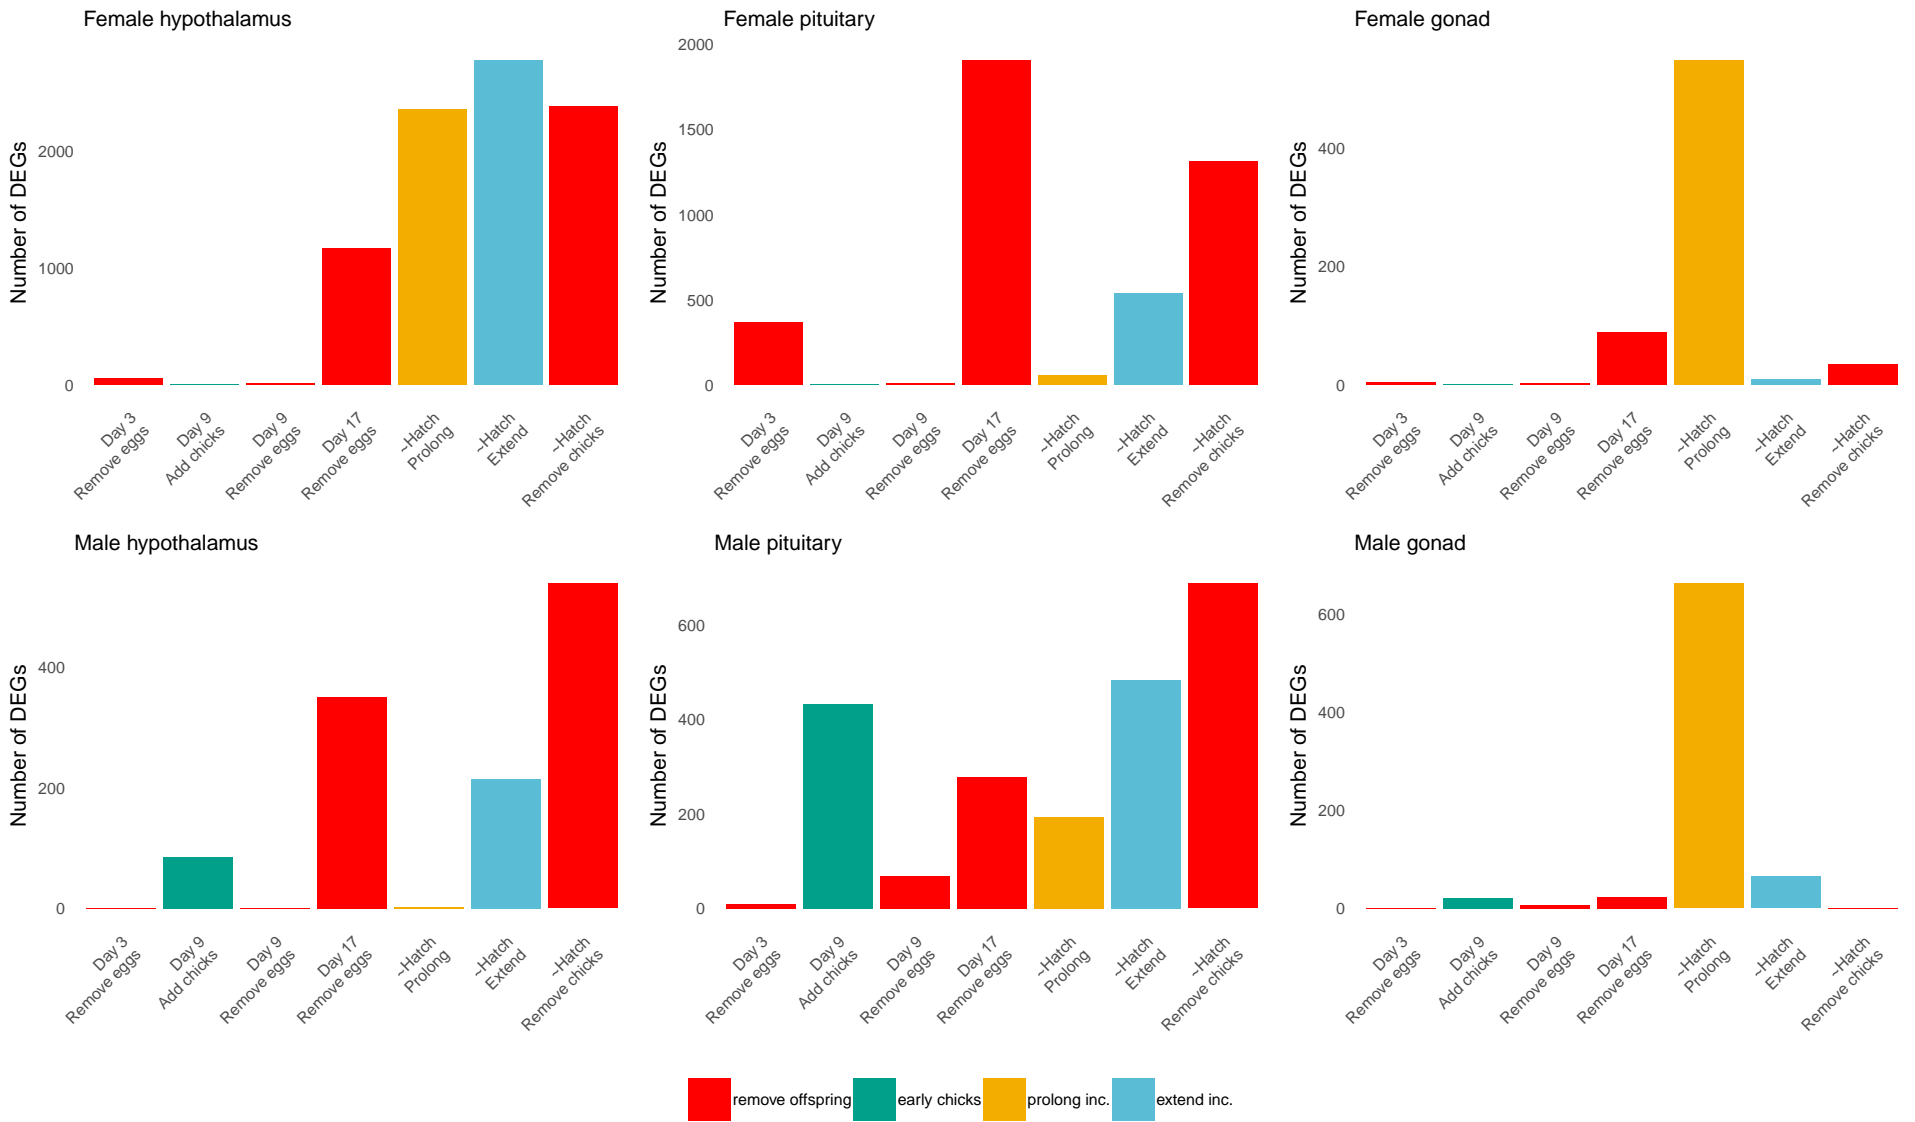 Female hypothalamus
Number of DEGs
2000
1000
0
Day 3
Remove eggs
Day 9
Add chicks
Day 9
Remove eggs
Day 17
Remove eggs
~Hatch
Prolong
~Hatch
Extend
~Hatch
Remove chicks
Female pituitary
Number of DEGs
2000
1500
1000
500
0
Day 3
Remove eggs
Day 9
Add chicks
Day 9
Remove eggs
Day 17
Remove eggs
~Hatch
Prolong
~Hatch
Extend
~Hatch
Remove chicks
Female gonad
Number of DEGs
400
200
0
Day 3
Remove eggs
Day 9
Add chicks
Day 9
Remove eggs
Day 17
Remove eggs
~Hatch
Prolong
~Hatch
Extend
~Hatch
Remove chicks
Male hypothalamus
Number of DEGs
400
200
0
Day 3
Remove eggs
Day 9
Add chicks
Day 9
Remove eggs
Day 17
Remove eggs
~Hatch
Prolong
~Hatch
Extend
~Hatch
Remove chicks
Male pituitary
Number of DEGs
600
400
200
0
Day 3
Remove eggs
Day 9
Add chicks
Day 9
Remove eggs
Day 17
Remove eggs
~Hatch
Prolong
~Hatch
Extend
~Hatch
Remove chicks
Male gonad
Number of DEGs
600
400
200
0
Day 3
Remove eggs
Day 9
Add chicks
Day 9
Remove eggs
Day 17
Remove eggs
~Hatch
Prolong
~Hatch
Extend
~Hatch
Remove chicks
remove offspring early chicks prolong inc. extend inc.